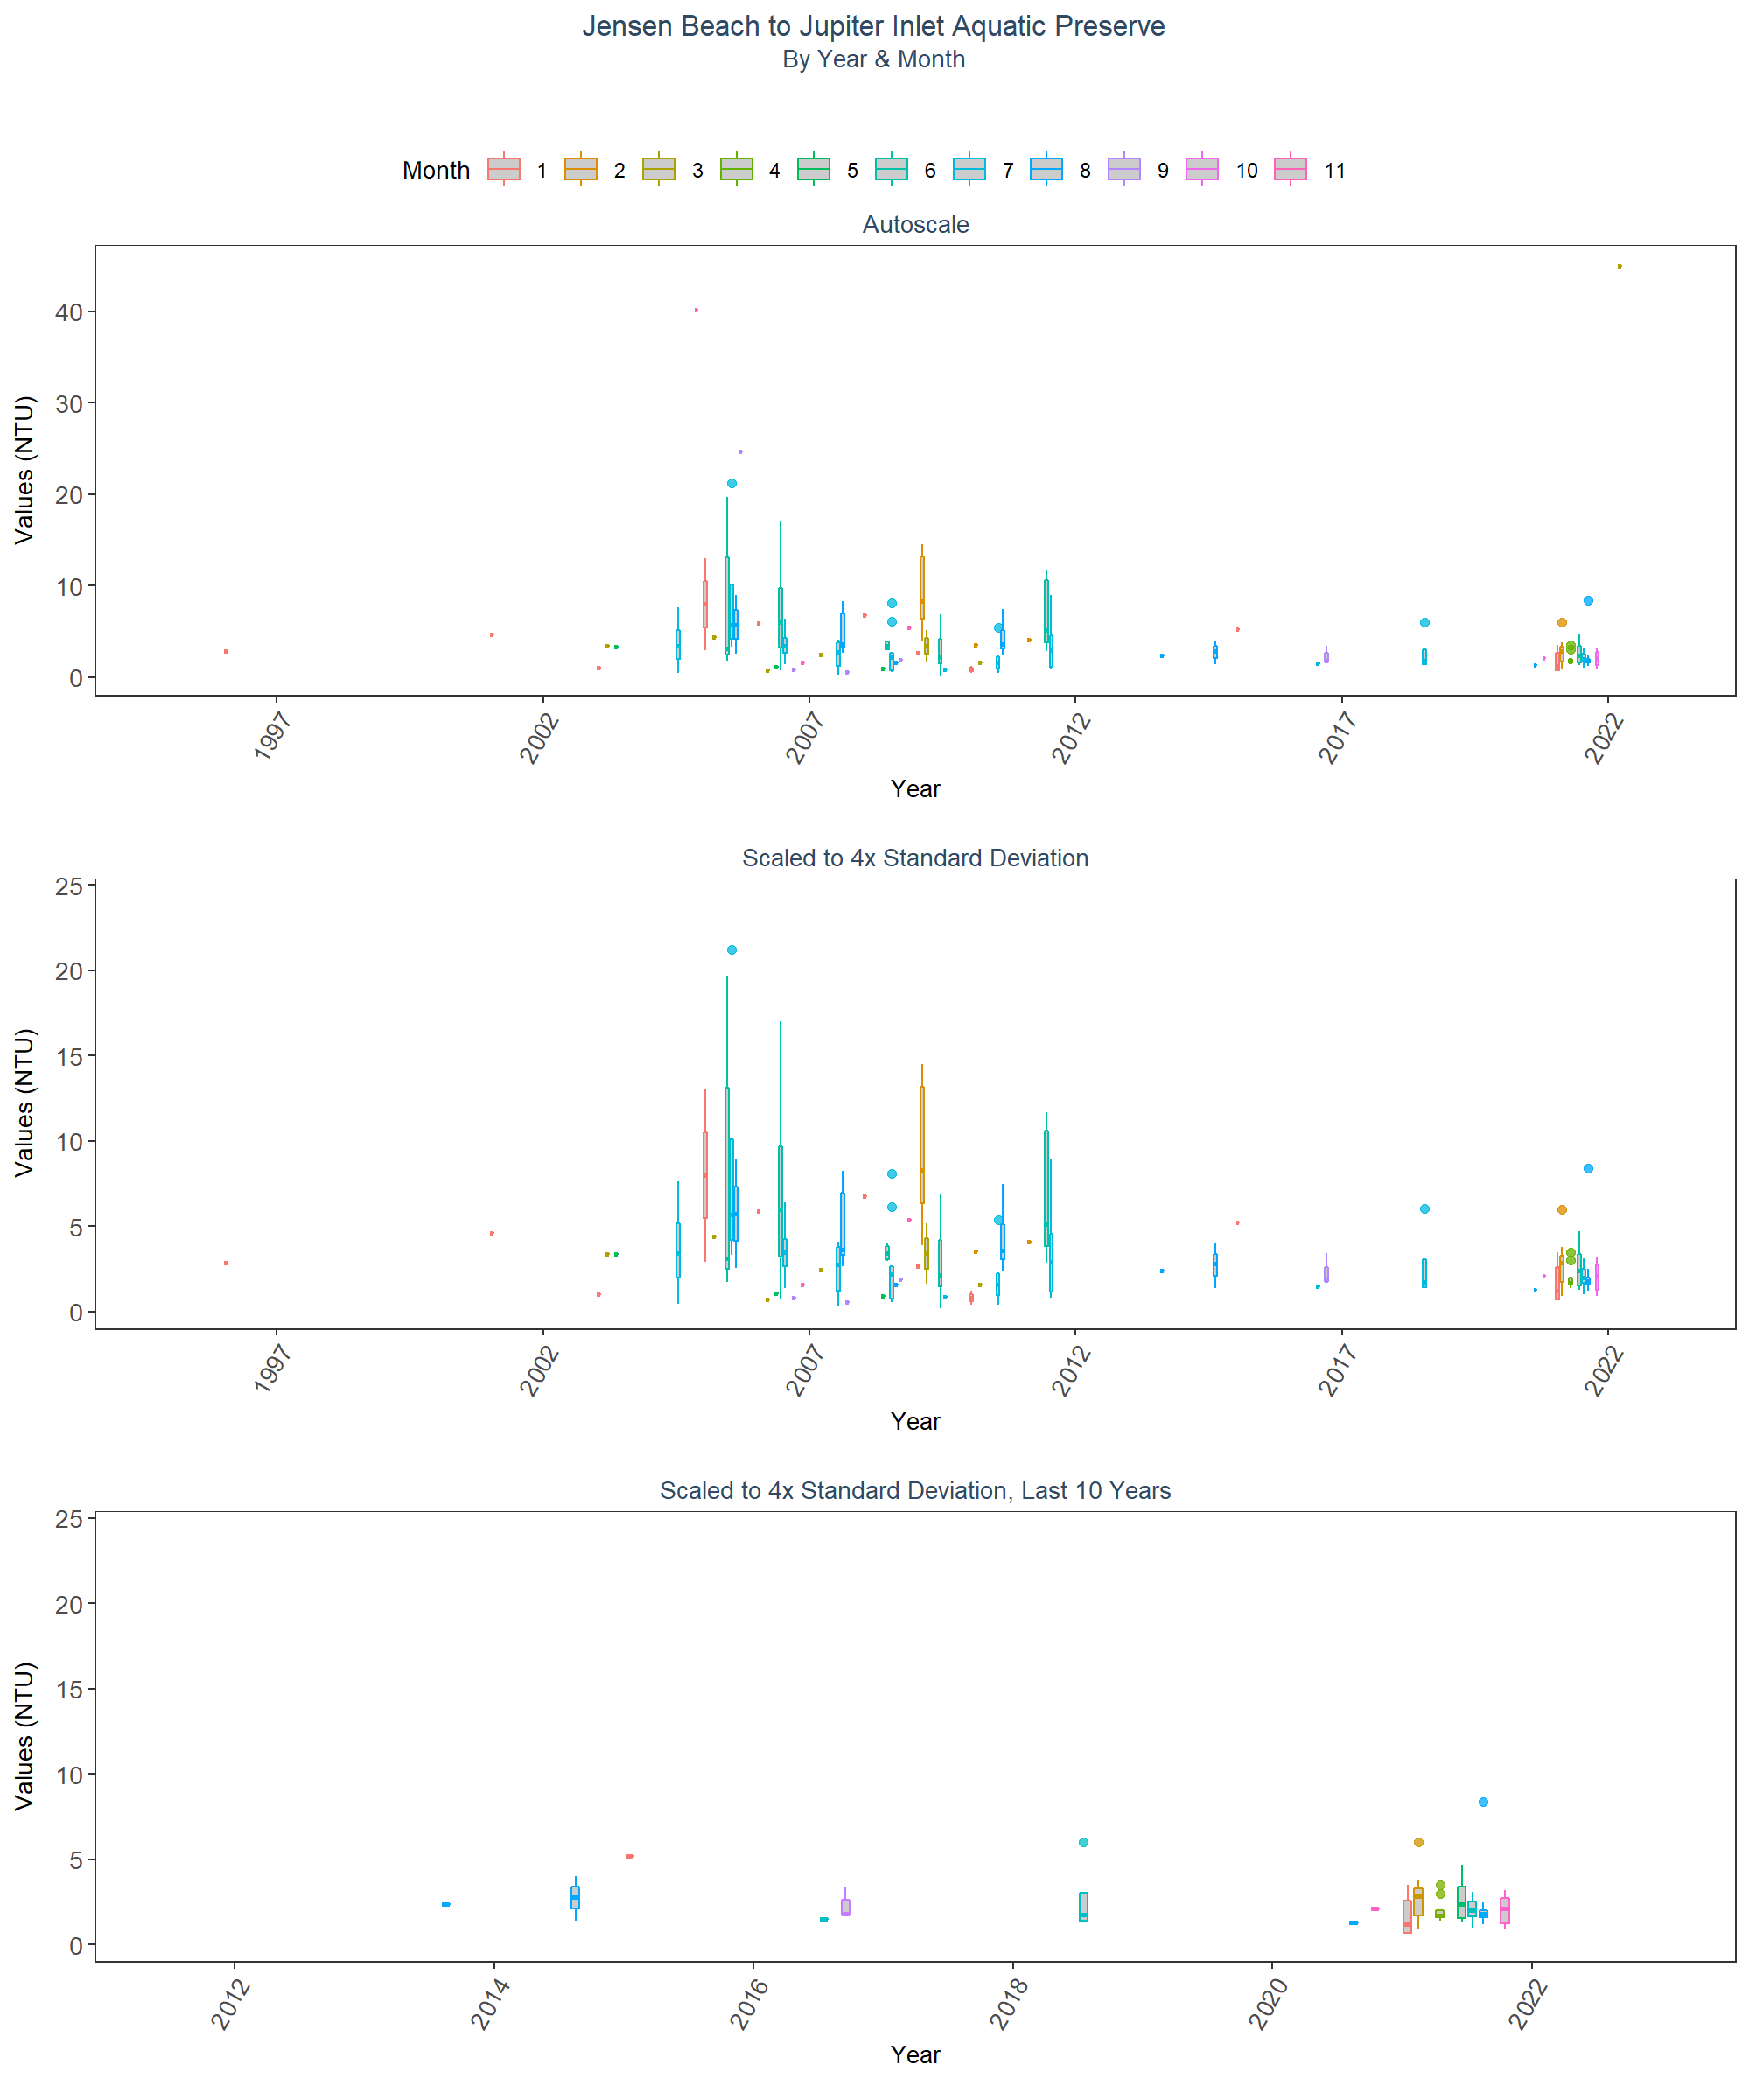 Jensen Beach to Jupiter Inlet Aquatic Preserve
By Year & Month
Month 1 2 3 4 5 6 7 8 9 10 11
Autoscale
Values (NTU)
40
30
20
10
0
1997 2002 2007 2012 2017 2022
Year
Scaled to 4x Standard Deviation
Values (NTU)
25
20
15
10
5
0
1997 2002 2007 2012 2017 2022
Year
Scaled to 4x Standard Deviation, Last 10 Years
Values (NTU)
25
20
15
10
5
0
2012 2014 2016 2018 2020 2022
Year